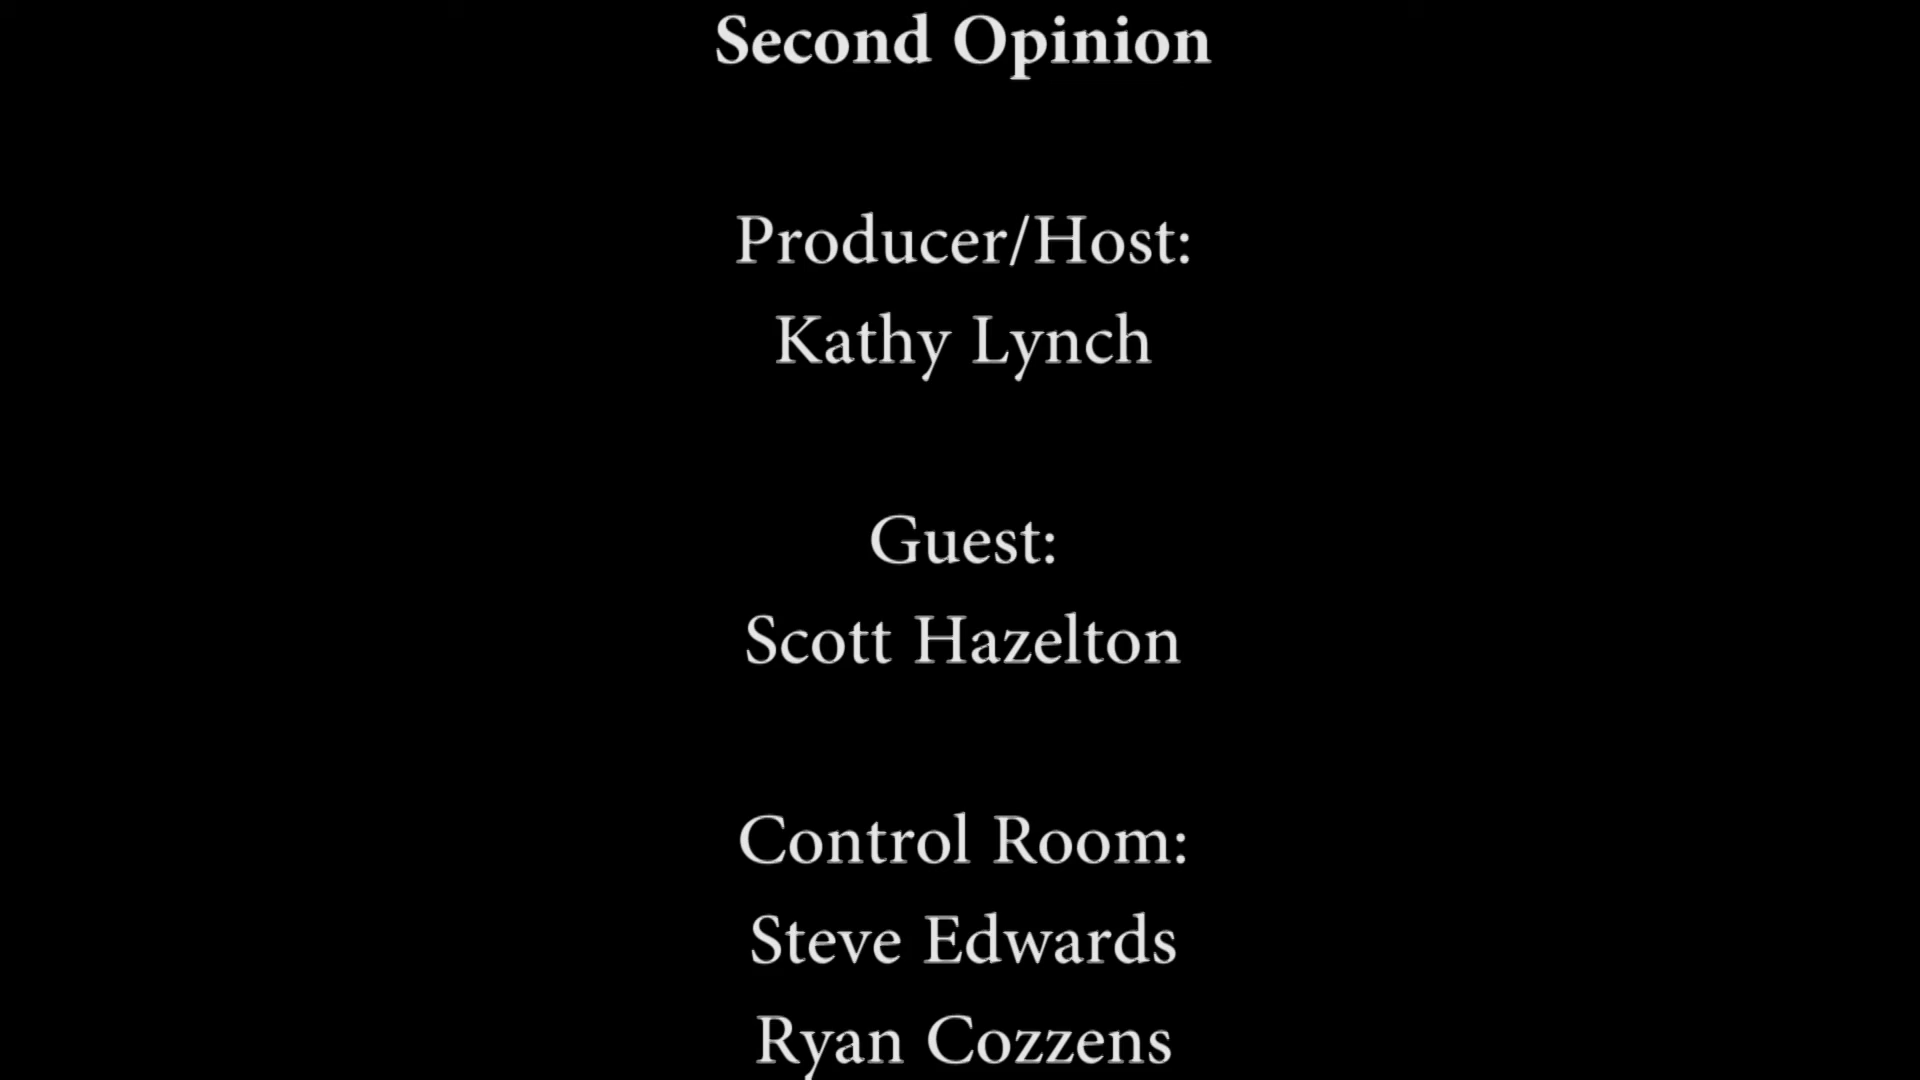 Second Opinion
Producer/Host:
Kathy Lynch
Guest:
Scott Hazelton
Control Room:
Steve Edwards
Ryan Cozzens